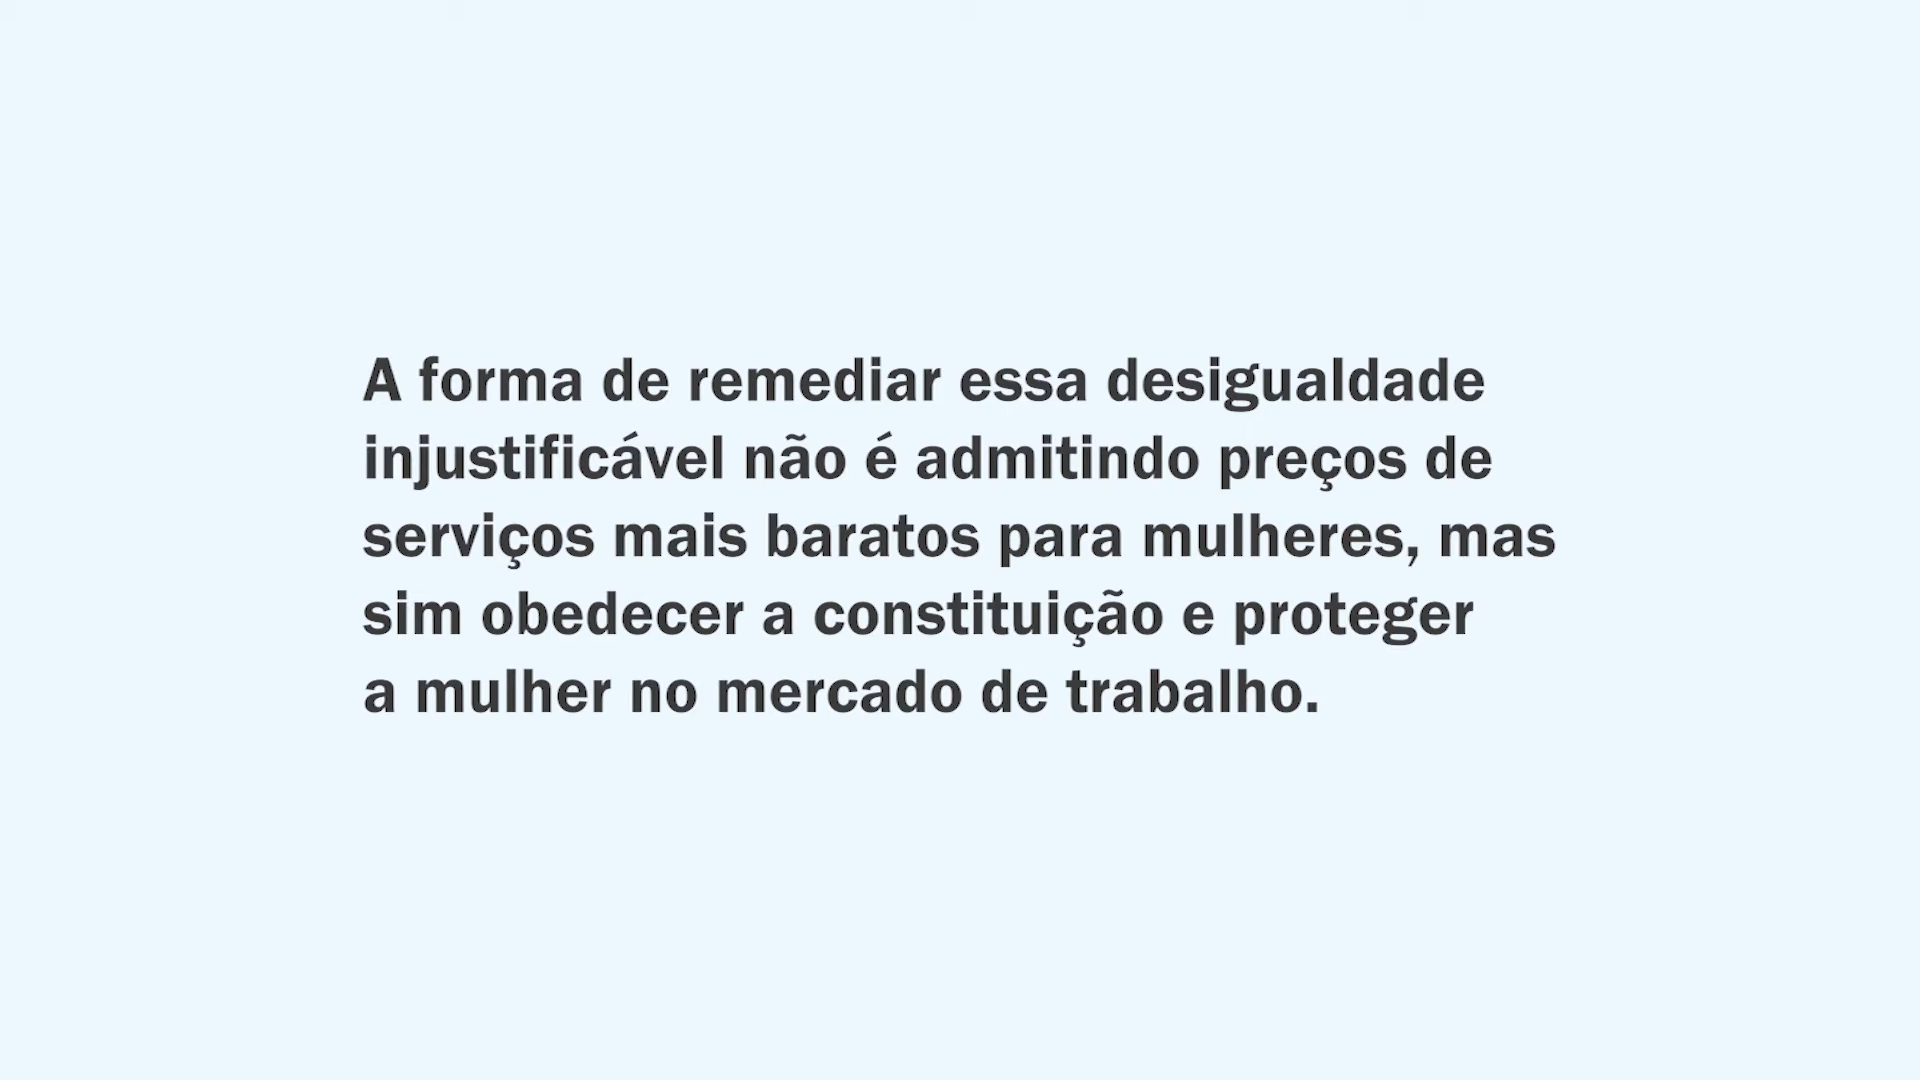 A forma de remediar essa desigualdade
injustificável não é admitindo preços de
serviços mais baratos para mulheres, mas
sim obedecer a constituição e proteger
a mulher no mercado de trabalho.